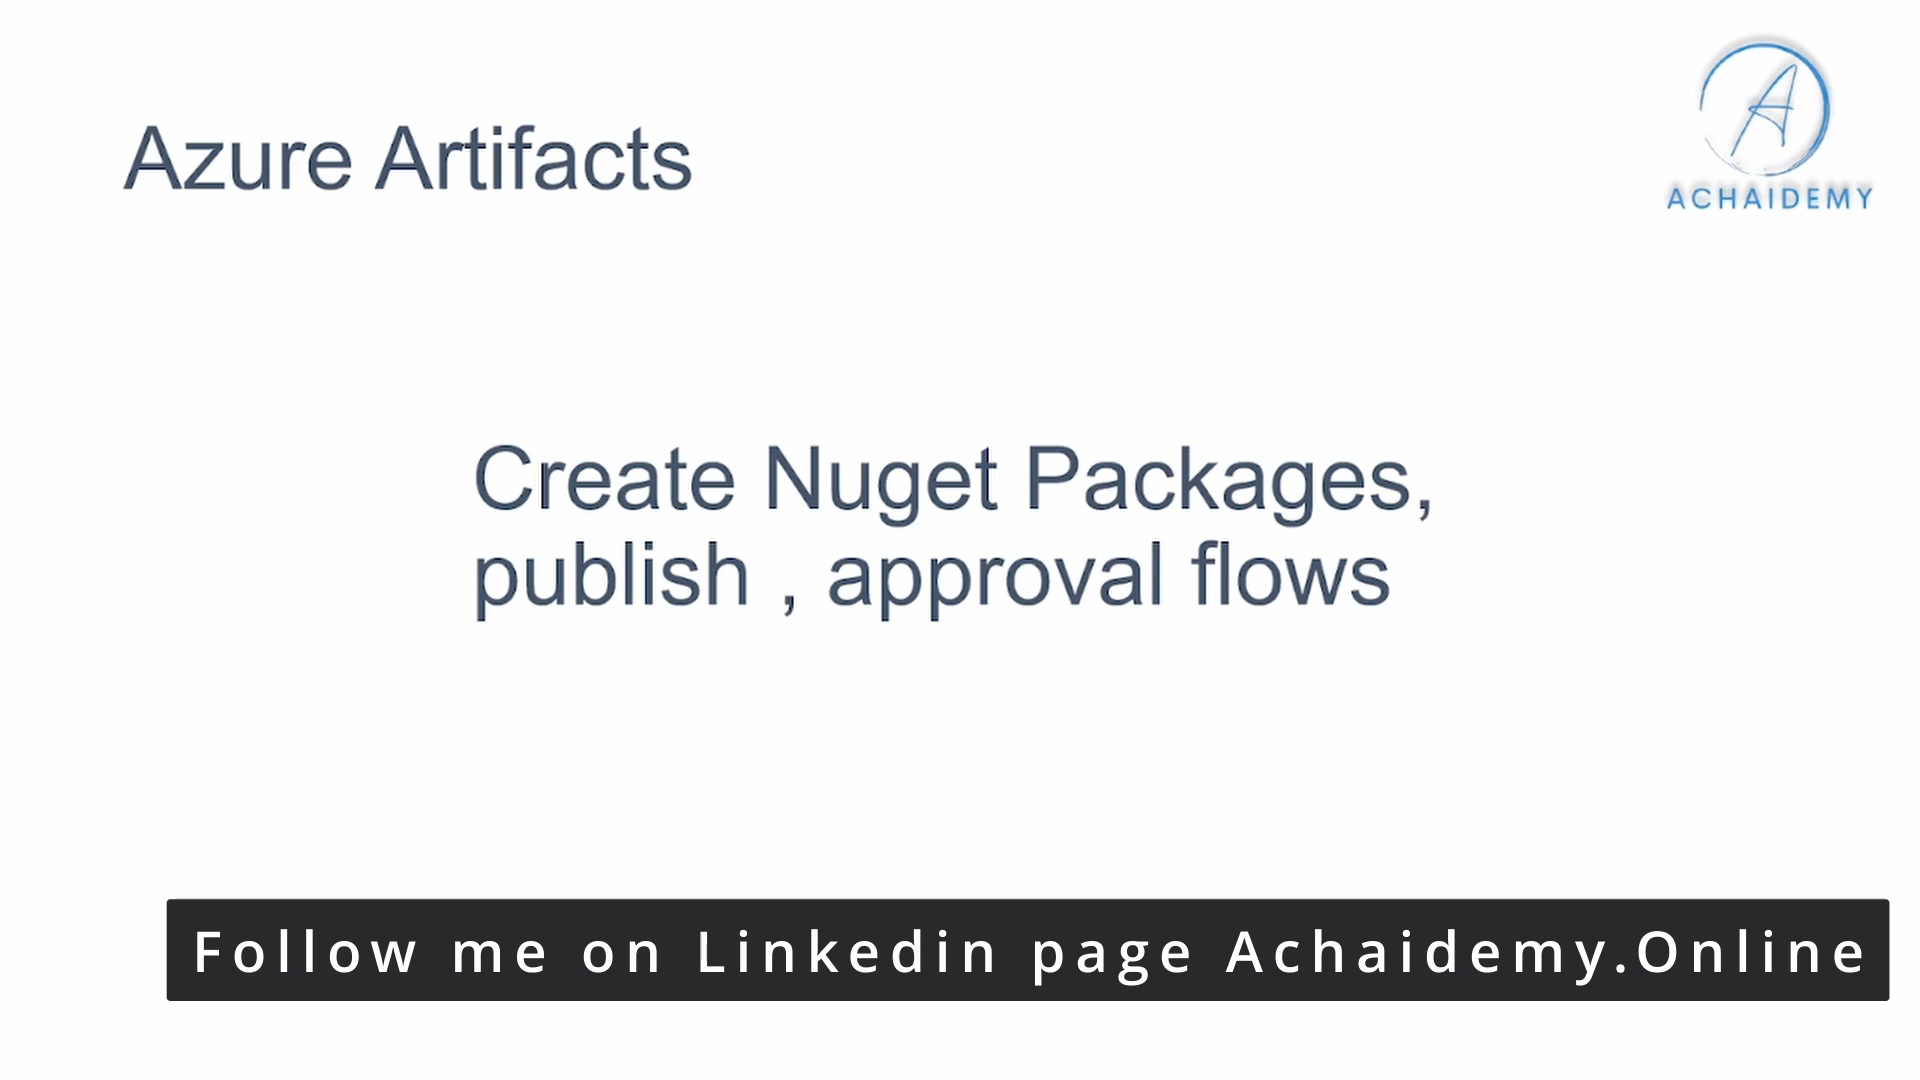 Azure Artifacts
A
ACHAIDEMY
Create Nuget Packages,
publish , approval flows
Follow me on Linkedin page Achaidemy.Online